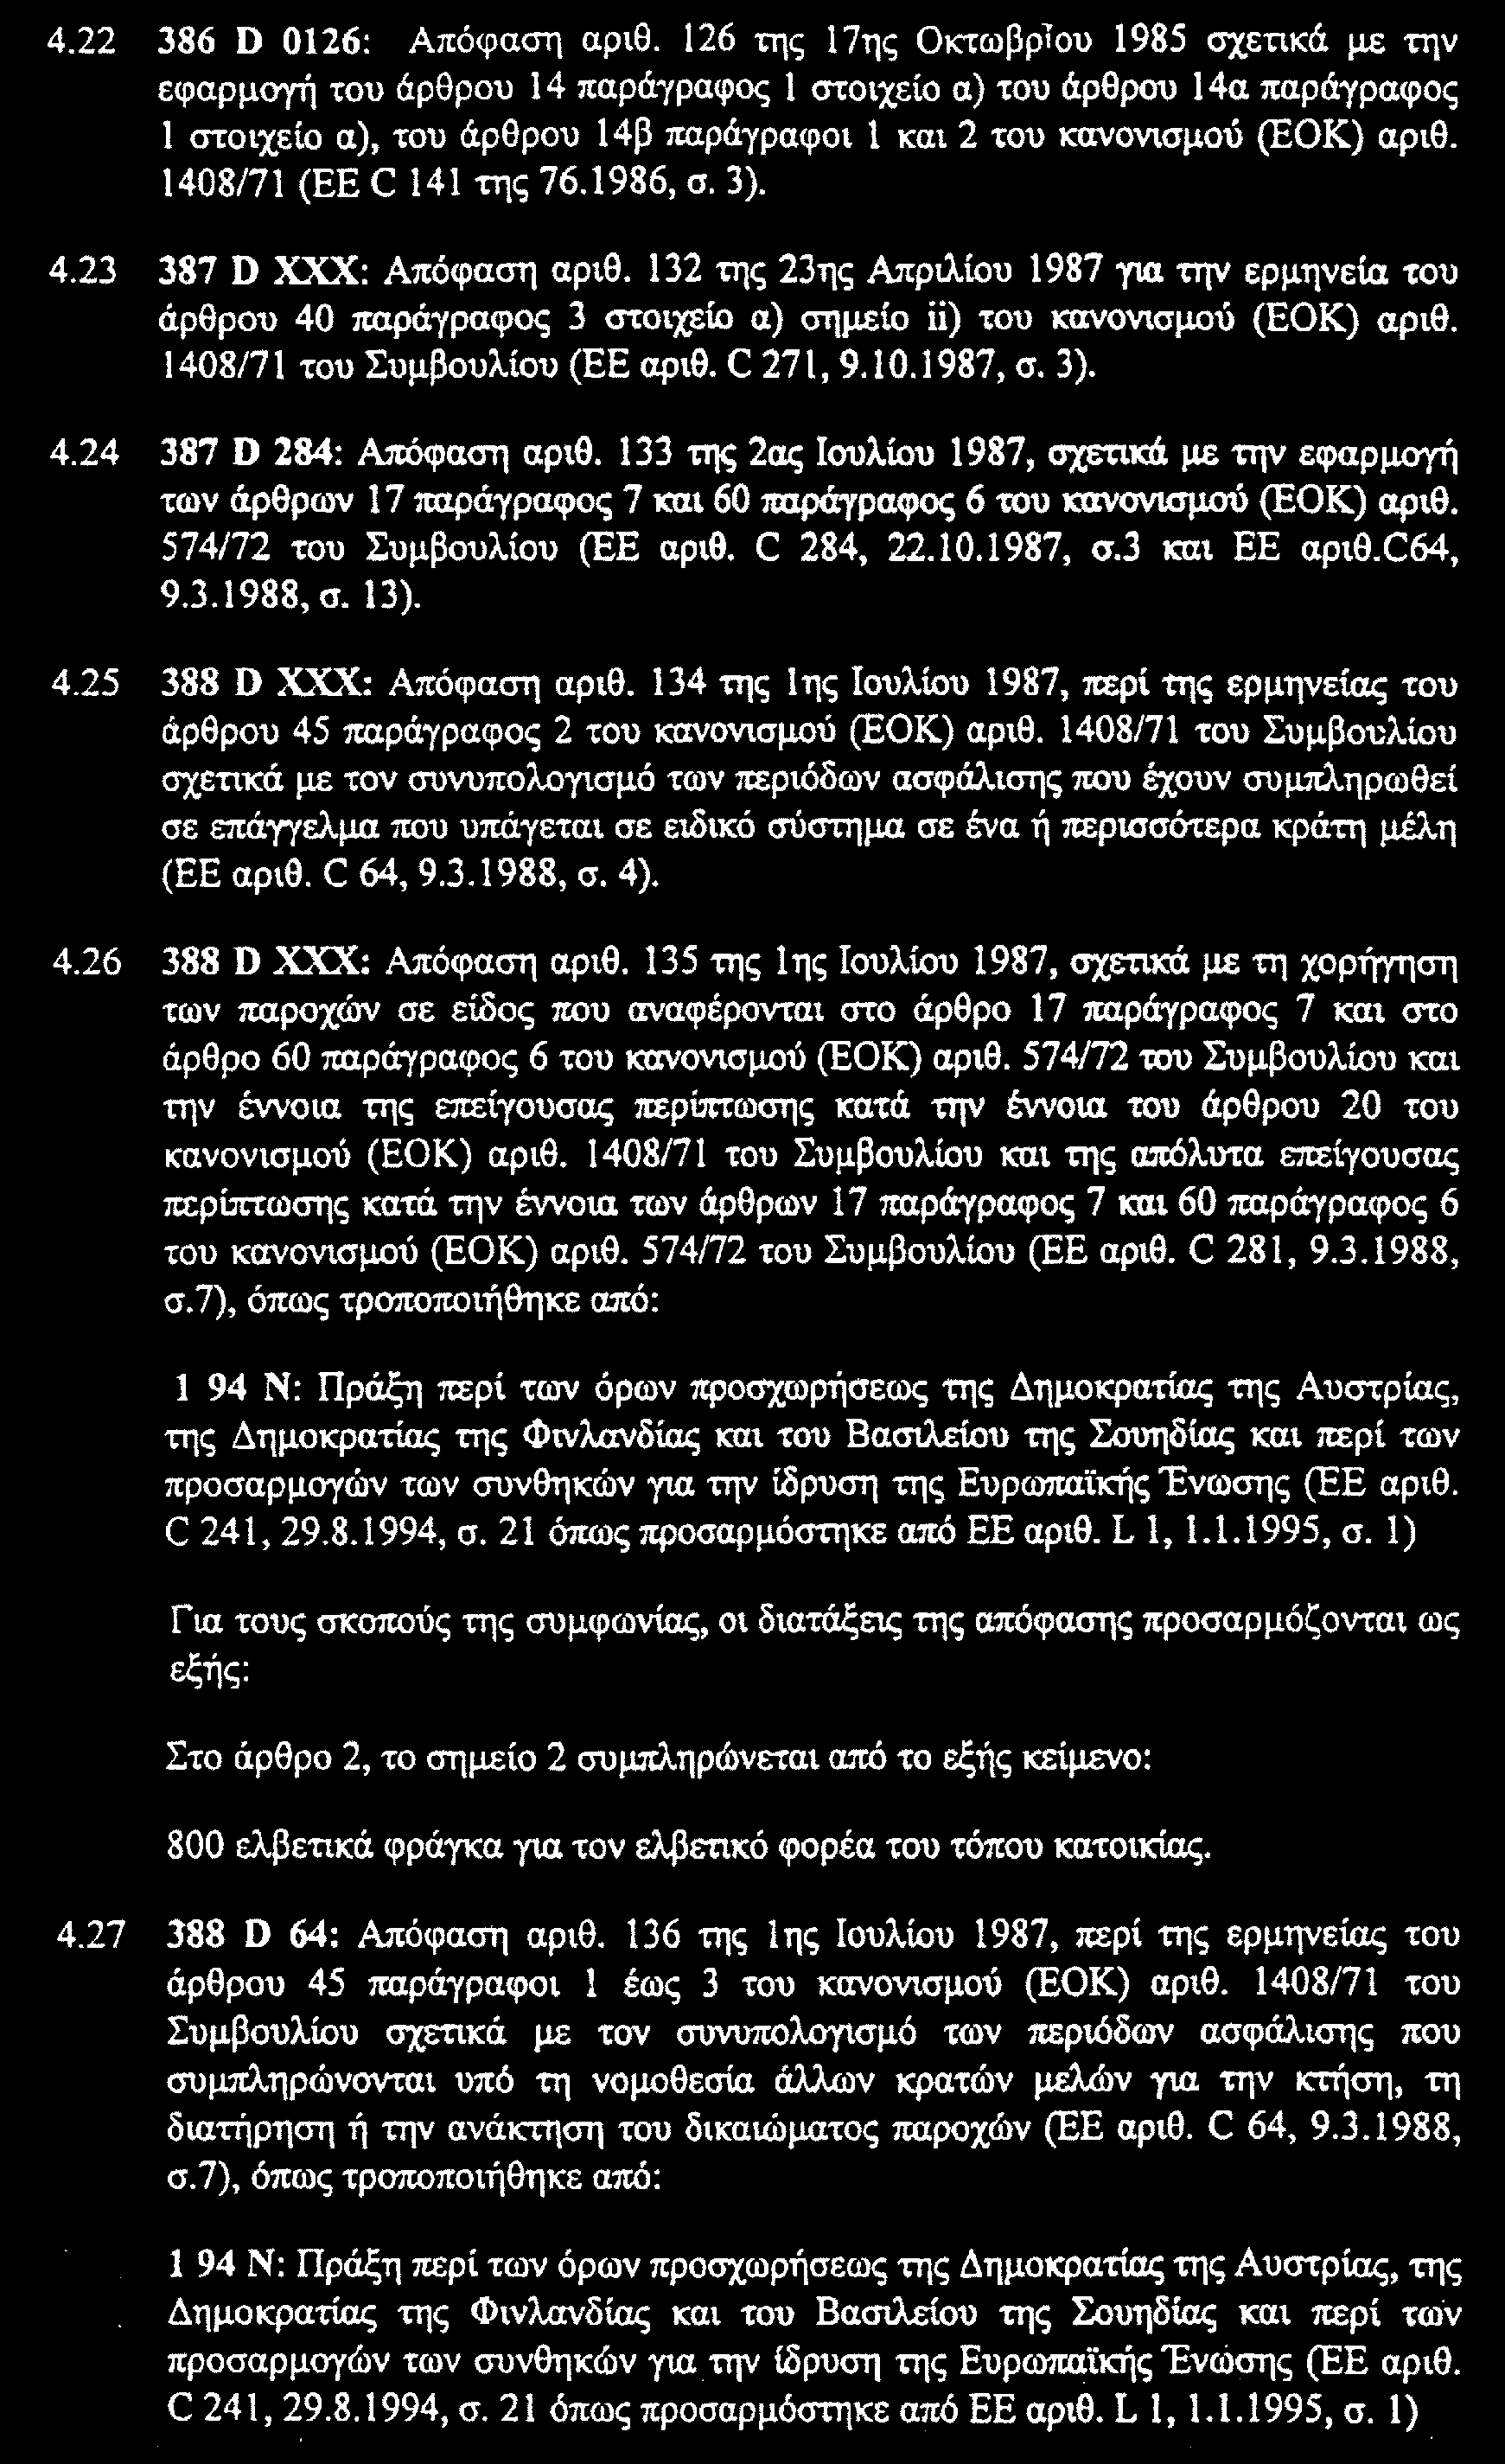 4.22 386 D 0126: Απόφαση αριθ. 126 της 17ης Οκτωβρίου 1985 σχετικά με την
εφαρμογή του άρθρου 14 παράγραφος 1 στοιχείο α) του άρθρου 14α παράγραφος
1 στοιχείο α), του άρθρου 14β παράγραφοι 1 και 2 του κανονισμού (ΕΟΚ) αριθ.
1408/71 (ΕΕ C 141 της 76.1986, σ. 3).
4.23 387 D XXX: Απόφαση αριθ. 132 της 23ης Απριλίου 1987 για την ερμηνεία του
άρθρου 40 παράγραφος 3 στοιχείο α) σημείο ii) του κανονισμού (ΕΟΚ) αριθ.
1408/71 του Συμβουλίου (ΕΕ αριθ. C 271, 9.10.1987, σ. 3).
4.24 387 D 284: Απόφαση αριθ. 133 της 2ας Ιουλίου 1987, σχετικά με την εφαρμογή
των άρθρων 17 παράγραφος 7 και 60 παράγραφος 6 του κανονισμού (ΕΟΚ) αριθ.
574/72 του Συμβουλίου (ΕΕ αριθ. C 284, 22.10.1987, σ.3 και ΕΕ αριθ.C64,
9.3.1988, σ. 13).
4.25 388 D XXX: Απόφαση αριθ. 134 της 1ης Ιουλίου 1987, περί της ερμηνείας του
άρθρου 45 παράγραφος 2 του κανονισμού (ΕΟΚ) αριθ. 1408/71 του Συμβουλίου
σχετικά με τον συνυπολογισμό των περιόδων ασφάλισης που έχουν συμπληρωθεί
σε επάγγελμα που υπάγεται σε ειδικό σύστημα σε ένα ή περισσότερα κράτη μέλη
(ΕΕ αριθ. C 64, 9.3.1988, σ. 4).
4.26 388 D XXX: Απόφαση αριθ. 135 της 1ης Ιουλίου 1987, σχετικά με τη χορήγηση
των παροχών σε είδος που αναφέρονται στο άρθρο 17 παράγραφος 7 και στο
άρθρο 60 παράγραφος 6 του κανονισμού (ΕΟΚ) αριθ. 574/72 του Συμβουλίου και
την έννοια της επείγουσας περίπτωσης κατά την έννοια του άρθρου 20 του
κανονισμού (ΕΟΚ) αριθ. 1408/71 του Συμβουλίου και της απόλυτα επείγουσας
περίπτωσης κατά την έννοια των άρθρων 17 παράγραφος 7 και 60 παράγραφος 6
του κανονισμού (ΕΟΚ) αριθ. 574/72 του Συμβουλίου (ΕΕ αριθ. C 281, 9.3.1988,
σ.7), όπως τροποποιήθηκε από:
1 94 N: Πράξη περί των όρων προσχωρήσεως της Δημοκρατίας της Αυστρίας,
της Δημοκρατίας της Φινλανδίας και του Βασιλείου της Σουηδίας και περί των
προσαρμογών των συνθηκών για την ίδρυση της Ευρωπαϊκής Ένωσης (ΕΕ αριθ.
C 241, 29.8.1994, σ. 21 όπως προσαρμόστηκε από ΕΕ αριθ. L 1, 1.1.1995, σ. 1)
Για τους σκοπούς της συμφωνίας, οι διατάξεις της απόφασης προσαρμόζονται ως
εξής:
Στο άρθρο 2, το σημείο 2 συμπληρώνεται από το εξής κείμενο:
800 ελβετικά φράγκα για τον ελβετικό φορέα του τόπου κατοικίας.
4.27 388 D 64: Απόφαση αριθ. 136 της 1ης Ιουλίου 1987, περί της ερμηνείας του
άρθρου 45 παράγραφοι 1 έως 3 του κανονισμού (ΕΟΚ) αριθ. 1408/71 του
Συμβουλίου σχετικά με τον συνυπολογισμό των περιόδων ασφάλισης που
συμπληρώνονται υπό τη νομοθεσία άλλων κρατών μελών για την κτήση, τη
διατήρηση ή την ανάκτηση του δικαιώματος παροχών (ΕΕ αριθ. C 64, 9.3.1988,
σ.7), όπως τροποποιήθηκε από:
1 94 N: Πράξη περί των όρων προσχωρήσεως της Δημοκρατίας της Αυστρίας, της
Δημοκρατίας της Φινλανδίας και του Βασιλείου της Σουηδίας και περί των
προσαρμογών των συνθηκών για την ίδρυση της Ευρωπαϊκής Ένωσης (ΕΕ αριθ.
C 241, 29.8.1994, σ. 21 όπως προσαρμόστηκε από ΕΕ αριθ. L 1, 1.1.1995, σ. 1)